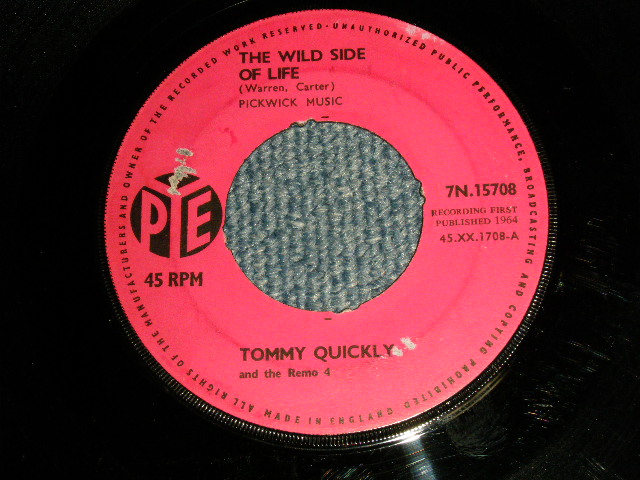 THE WILD SIDE
OF LIFE
(Warren, Carter)
PICKWICK MUSIC
7N.15708
RECORDING FIRST
PUBLISHED 1964
45.XX.1708-A
PYE
45 RPM
TOMMY QUICKLY
and the Remo 4
ALL RIGHTS OF THE MANUFACTURERS AND OWNER OF THE RECORDED WORK RESERVED - UNAUTHORIZED PUBLIC PERFORMANCE, BROADCASTING AND COPYING PROHIBITED
MADE IN ENGLAND